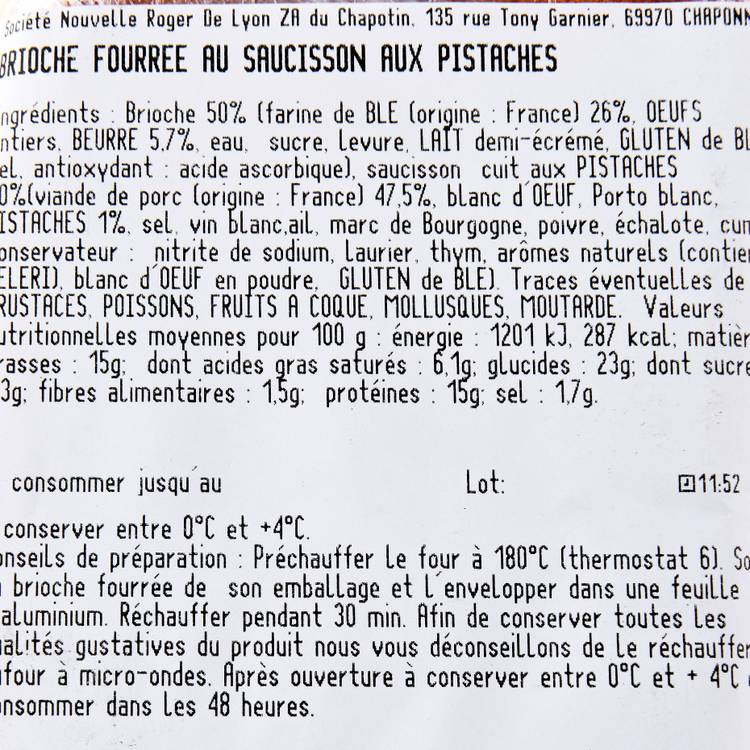 Société Nouvelle Roger De Lyon ZA du Chapotin, 135 rue Tony Garnier, 69970 CHAPONN
BRIOCHE FOURREE AU SAUCISSON AUX PISTACHES
ngrédients : Brioche 50% (farine de BLE (origine : France) 26%, OEUFS
ntiers, BEURRE 5,7%, eau, sucre, levure, LAIT demi-écrémé, GLUTEN de BL
el, antioxydant : acide ascorbique), saucisson cuit aux PISTACHES
0%(viande de porc (origine : France) 47,5%, blanc d'OEUF, Porto blanc,
ISTACHES 1%, sel, vin blanc,ail, marc de Bourgogne, poivre, échalote, cum
onservateur : nitrite de sodium, laurier, thym, arômes naturels (contien
ELERI), blanc d'OEUF en poudre, GLUTEN de BLE). Traces éventuelles de
RUSTACES, POISSONS, FRUITS A COQUE, MOLLUSQUES, MOUTARDE. Valeurs
utritionnelles moyennes pour 100 g : énergie : 1201 kJ, 287 kcal; matièr
rasses : 15g; dont acides gras saturés : 6,1g; glucides : 23g; dont sucre
3g; fibres alimentaires : 1,5g; protéines : 15g; sel : 1,7g.
consommer jusqu'au Lot: 11:52
conserver entre 0°C et +4°C.
onseils de préparation : Préchauffer le four à 180°C (thermostat 6). So
a brioche fourrée de son emballage et l'envelopper dans une feuille
aluminium. Réchauffer pendant 30 min. Afin de conserver toutes les
ualités gustatives du produit nous vous déconseillons de le réchauffer
four à micro-ondes. Après ouverture à conserver entre 0°C et + 4°C
onsommer dans les 48 heures.